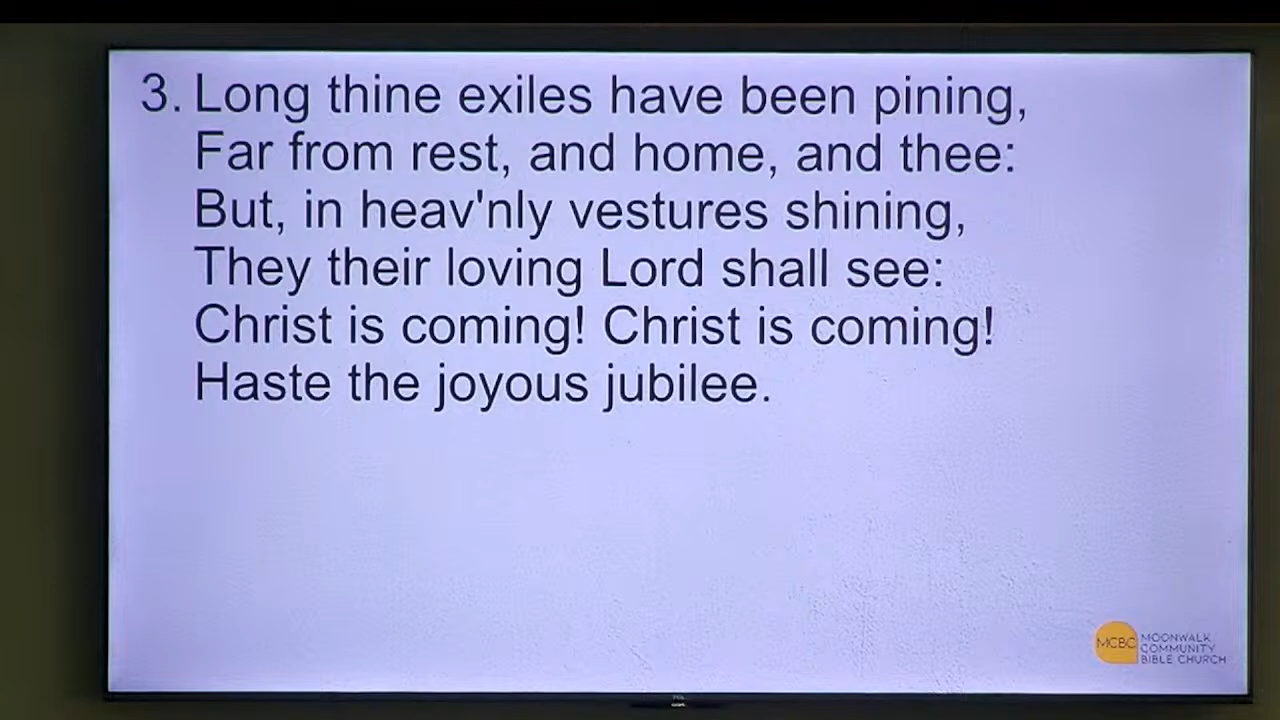 3. Long thine exiles have been pining,
Far from rest, and home, and thee:
But, in heav'nly vestures shining,
They their loving Lord shall see:
Christ is coming! Christ is coming!
Haste the joyous jubilee.
MCBC
MOONWALK
COMMUNITY
BIBLE CHURCH